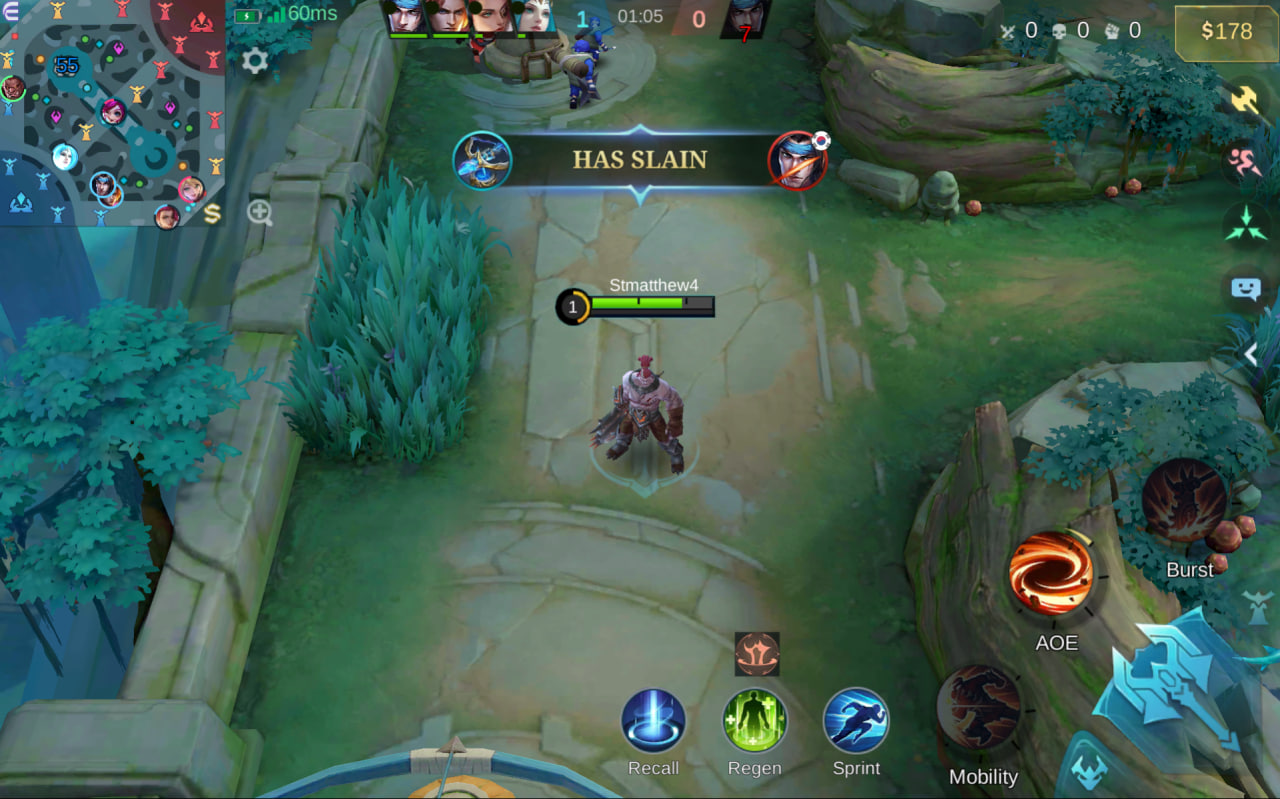 60ms
1
01:05
0
0
0
0
$178
55
7
HAS SLAIN
Stmatthew4
1
Burst
AOE
Recall
Regen
Sprint
Mobility